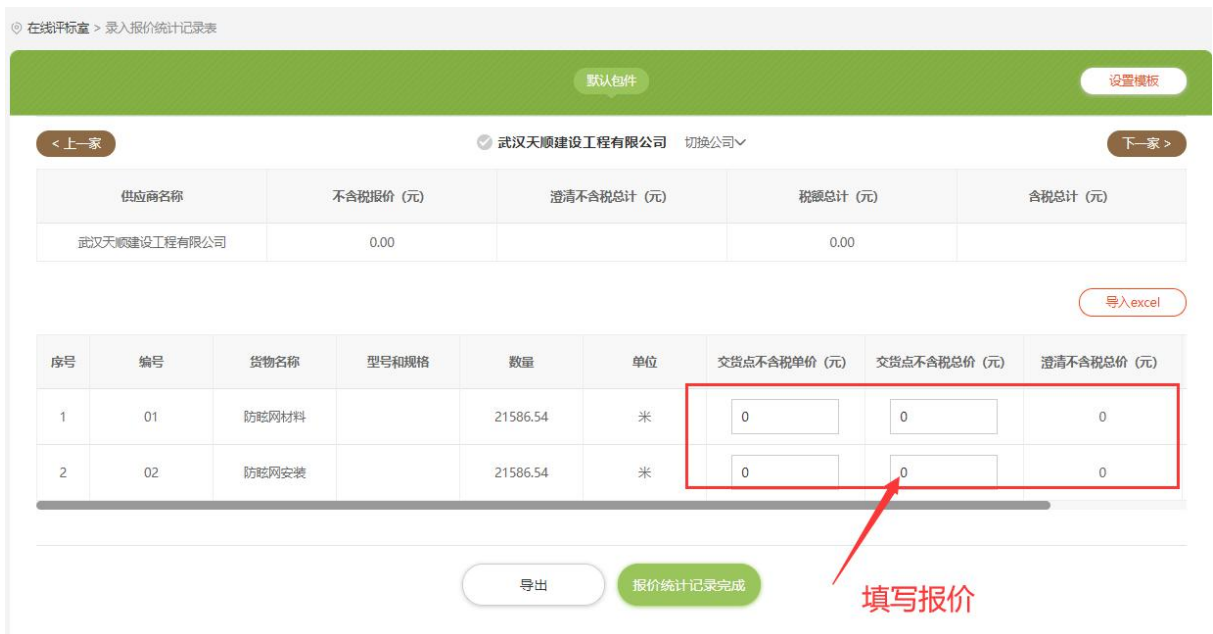 在线评标室 > 录入报价统计记录表
默认包件
设置模板
< 上一家
武汉天顺建设工程有限公司 切换公司
下一家 >
供应商名称 不含税报价 (元) 澄清不含税总计 (元) 税额总计 (元) 含税总计 (元)
武汉天顺建设工程有限公司 0.00 0.00
导入excel
序号 编号 货物名称 型号和规格 数量 单位 交货点不含税单价 (元) 交货点不含税总价 (元) 澄清不含税总价 (元)
1 01 防眩网材料 21586.54 米 0 0 0
2 02 防眩网安装 21586.54 米 0 0 0
导出
报价统计记录完成
填写报价